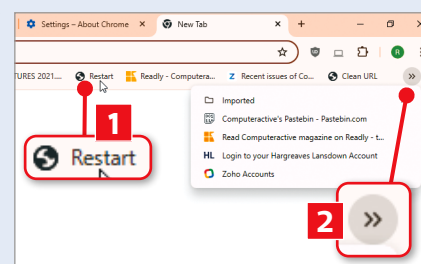 Settings – About Chrome × New Tab × +
TURES 2021.... Restart Readly - Computera... Z Recent issues of Co... Clean URL »
Imported
Computeractive's Pastebin - Pastebin.com
Read Computeractive magazine on Readly - t...
HL Login to your Hargreaves Lansdown Account
Zoho Accounts
1
Restart
2
»
R